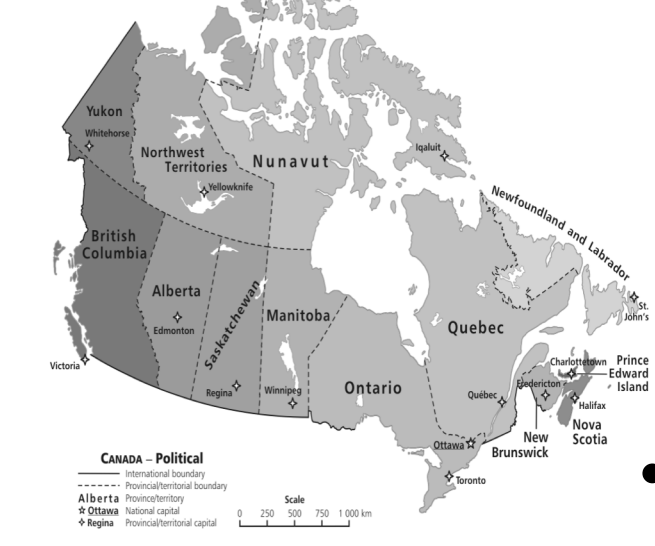 Yukon
Whitehorse
Northwest
Territories
Yellowknife
Nunavut
Iqaluit
Newfoundland and Labrador
British
Columbia
Alberta
Edmonton
Saskatchewan
Manitoba
Quebec
St.
John's
Victoria
Regina
Winnipeg
Ontario
Québec
Charlottetown
Prince
Edward
Island
Fredericton
Halifax
Nova
Scotia
New
Brunswick
Ottawa
Toronto
CANADA – Political
International boundary
Provincial/territorial boundary
Alberta Province/territory
Ottawa National capital
Regina Provincial/territorial capital
Scale
0 250 500 750 1 000 km